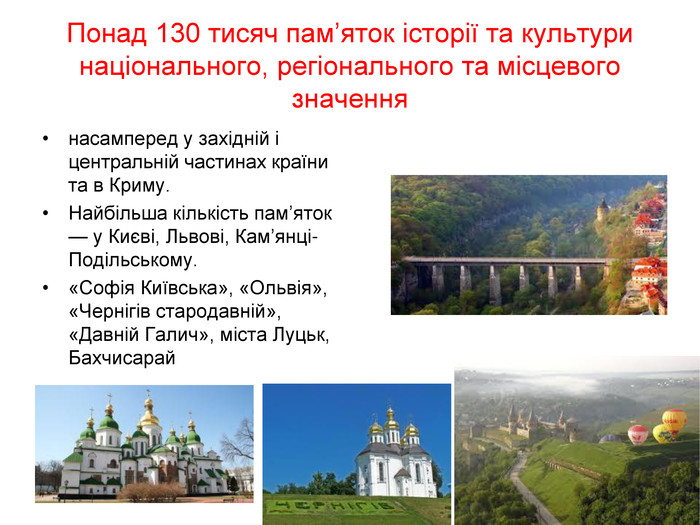 Понад 130 тисяч пам’яток історії та культури
національного, регіонального та місцевого
значення
• насамперед у західній і
центральній частинах країни
та в Криму.
• Найбільша кількість пам’яток
— у Києві, Львові, Кам’янці-
Подільському.
• «Софія Київська», «Ольвія»,
«Чернігів стародавній»,
«Давній Галич», міста Луцьк,
Бахчисарай
ЧЕРНІГІВ